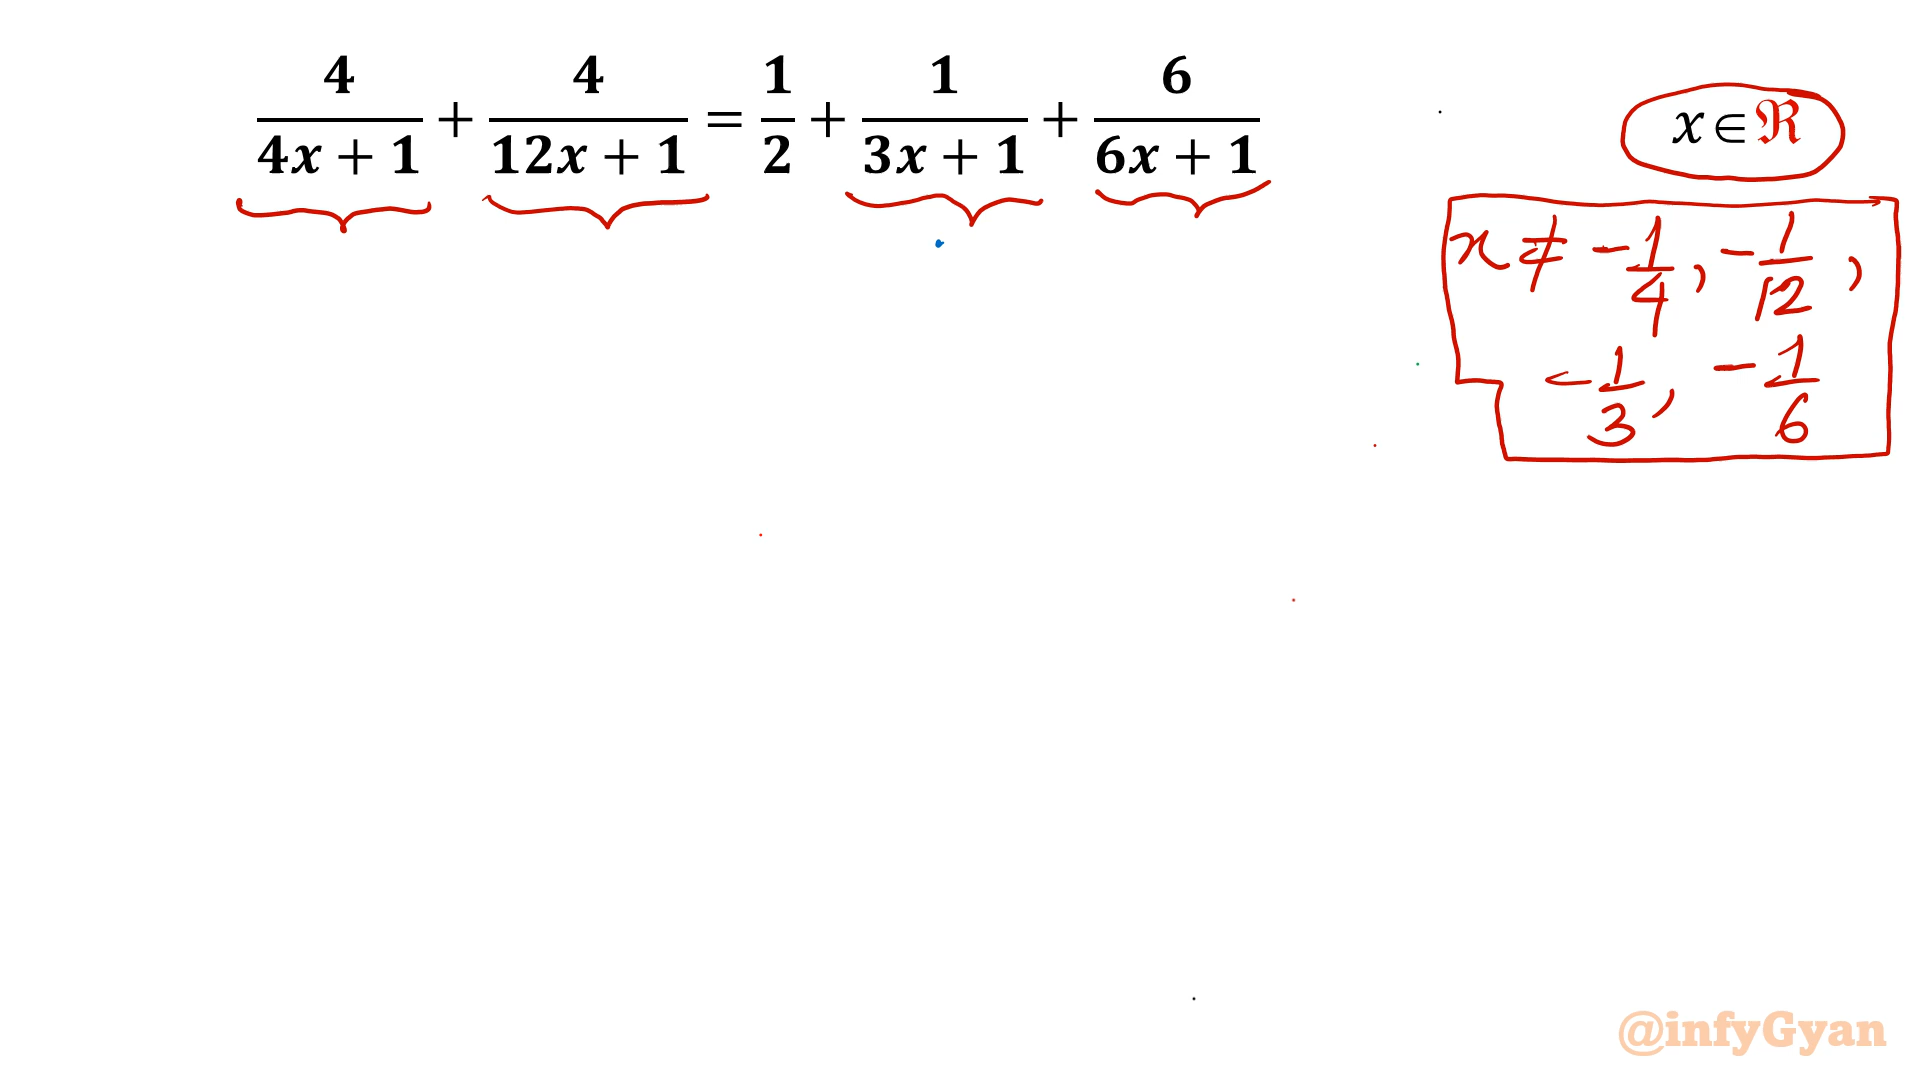 4/(4x + 1) + 4/(12x + 1) = 1/2 + 1/(3x + 1) + 6/(6x + 1)
x ∈ ℜ
x ≠ -1/4, -1/12,
-1/3, -1/6
@infyGyan